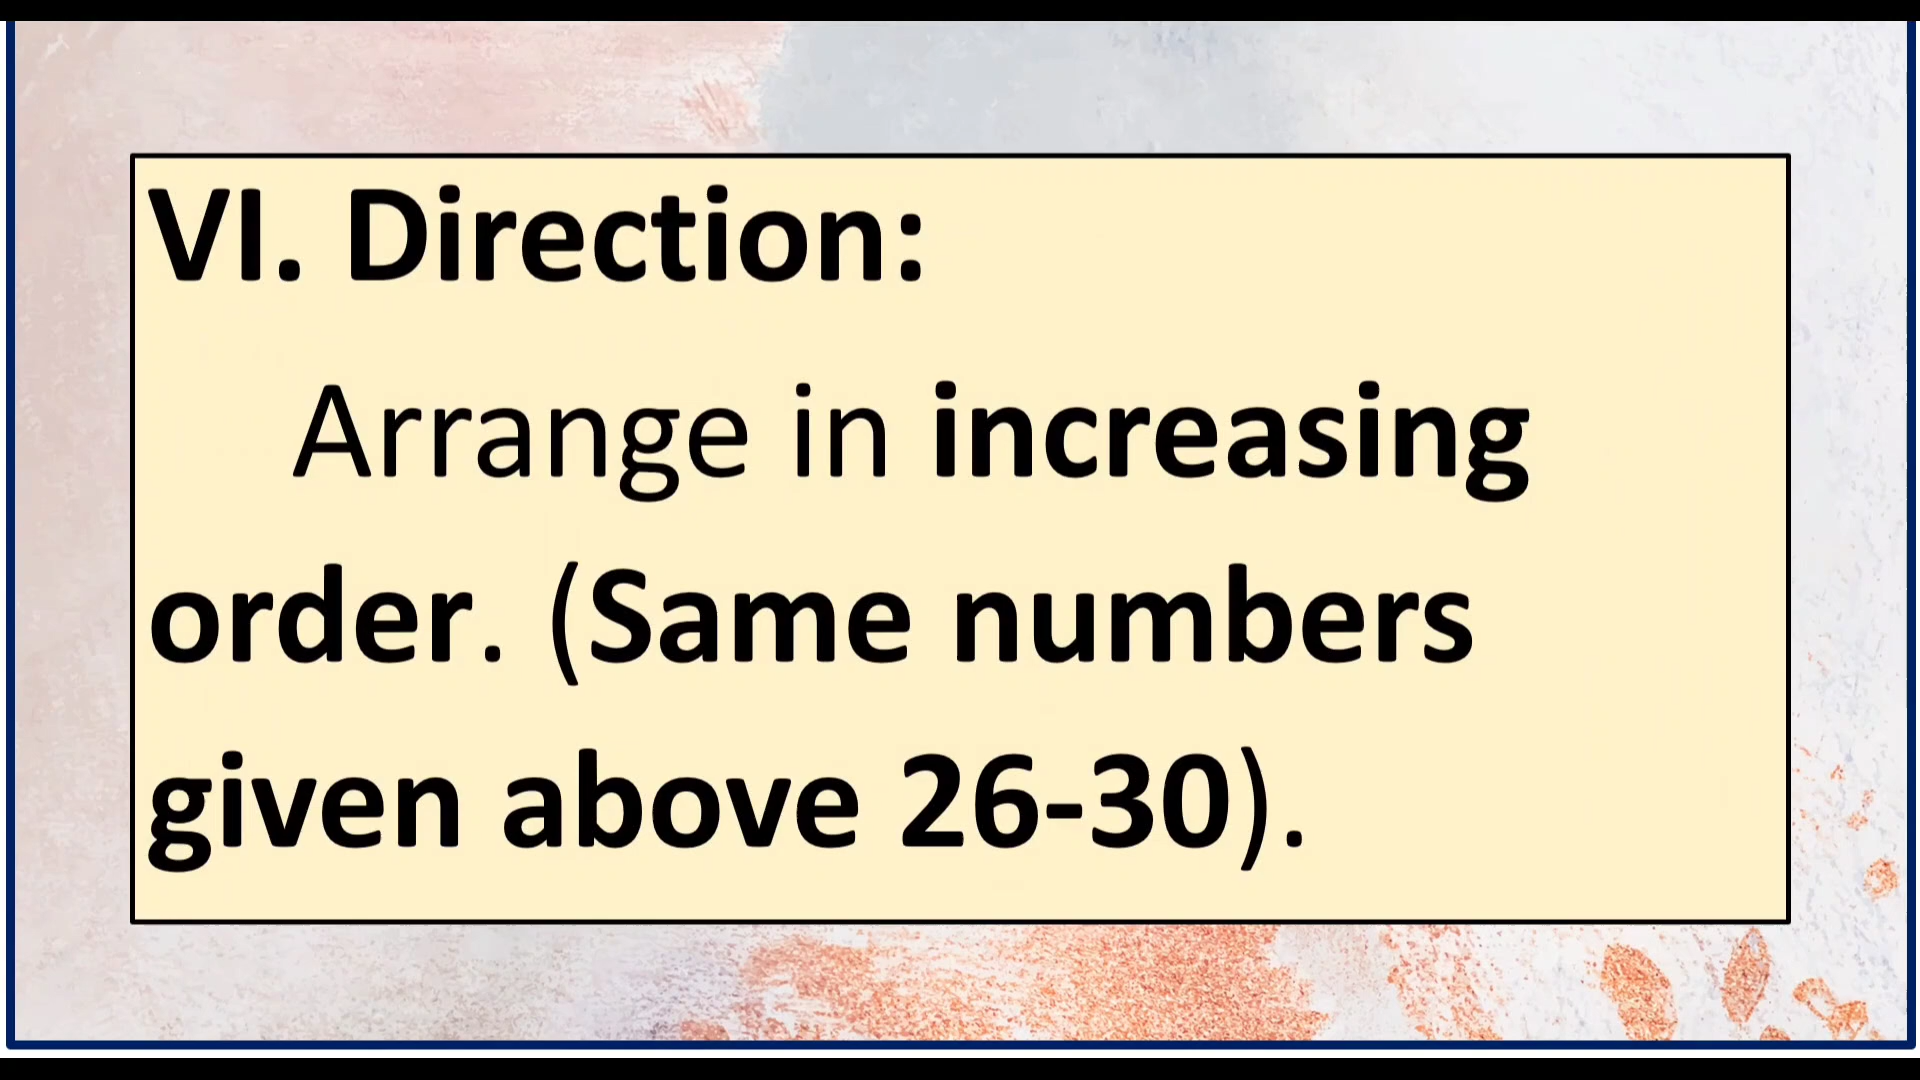 VI. Direction:
Arrange in increasing
order. (Same numbers
given above 26-30).